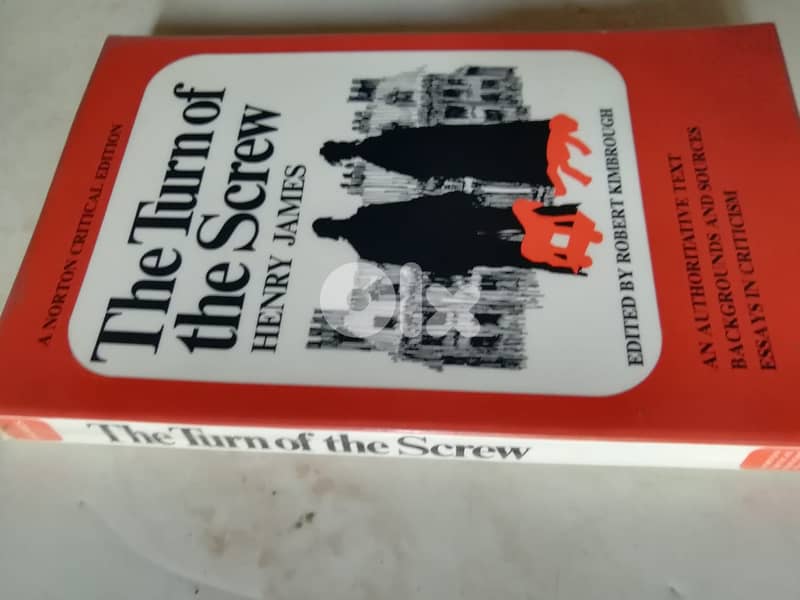 A NORTON CRITICAL EDITION
The Turn of
the Screw
HENRY JAMES
EDITED BY ROBERT KIMBROUGH
AN AUTHORITATIVE TEXT
BACKGROUNDS AND SOURCES
ESSAYS IN CRITICISM
The Turn of the Screw